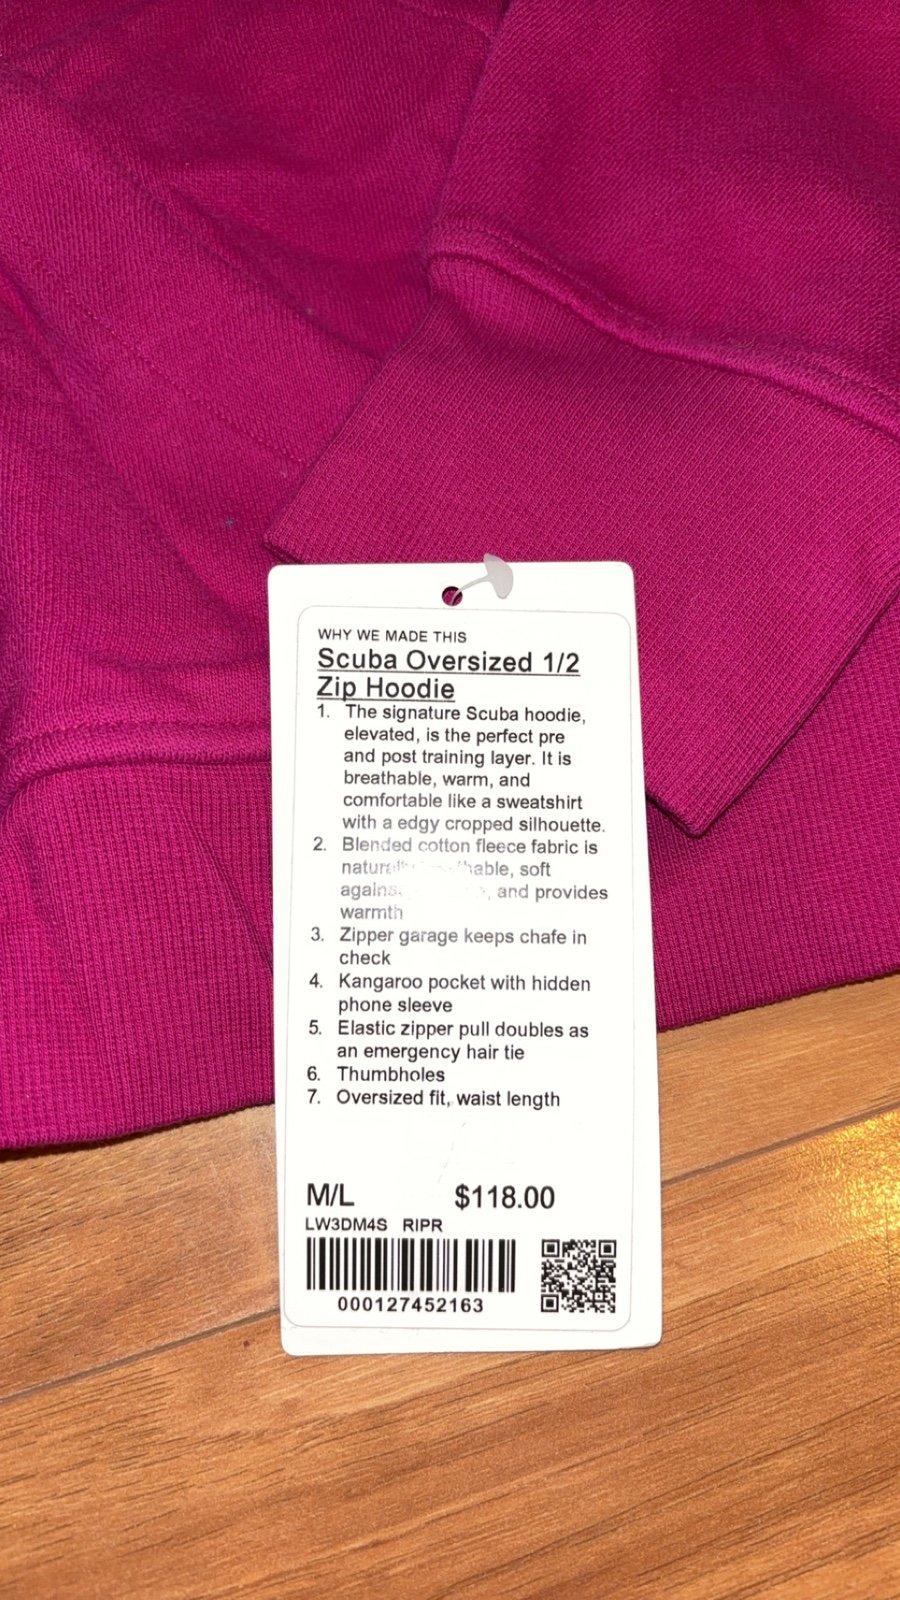 WHY WE MADE THIS
Scuba Oversized 1/2
Zip Hoodie
1. The signature Scuba hoodie,
elevated, is the perfect pre
and post training layer. It is
breathable, warm, and
comfortable like a sweatshirt
with a edgy cropped silhouette.
2. Blended cotton fleece fabric is
soft
and provides
warmth
3. Zipper garage keeps chafe in
check
4. Kangaroo pocket with hidden
phone sleeve
5. Elastic zipper pull doubles as
an emergency hair tie
6. Thumbholes
7. Oversized fit, waist length
M/L $118.00
LW3DM4S RIPR
000127452163